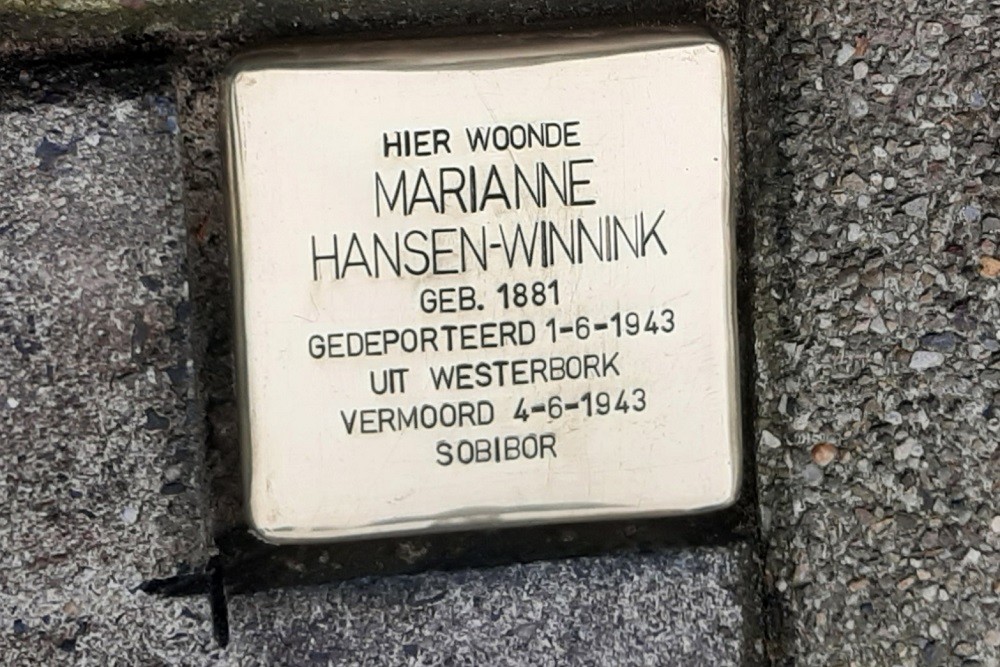 HIER WOONDE
MARIANNE
HANSEN-WINNINK
GEB. 1881
GEDEPORTEERD 1-6-1943
UIT WESTERBORK
VERMOORD 4-6-1943
SOBIBOR